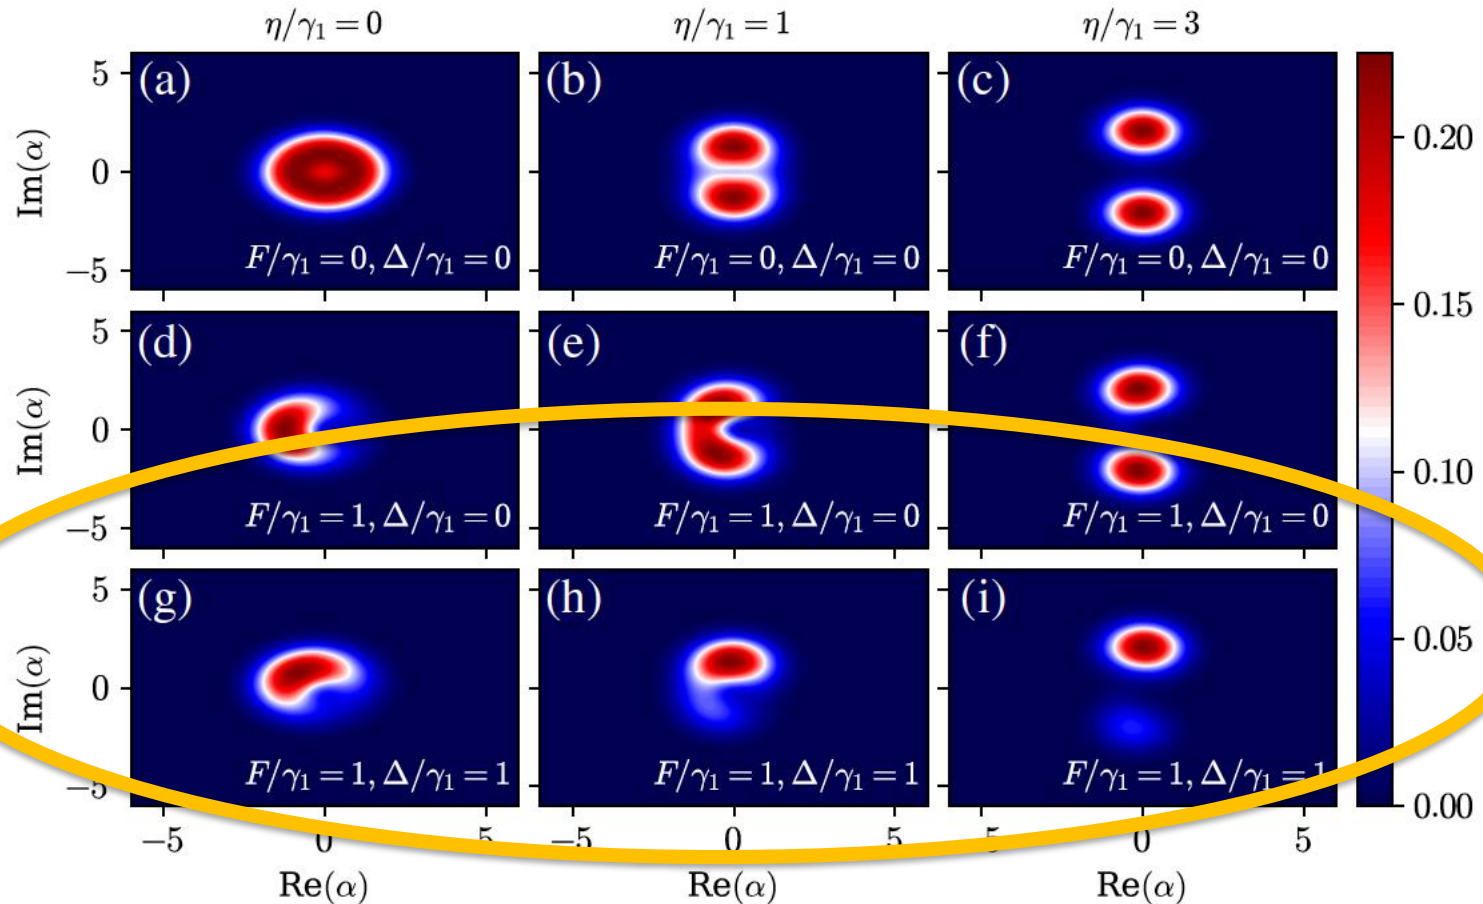 η/γ₁ = 0 η/γ₁ = 1 η/γ₁ = 3
(a) (b) (c)
5
0
−5
Im(α)
F/γ₁ = 0, Δ/γ₁ = 0 F/γ₁ = 0, Δ/γ₁ = 0 F/γ₁ = 0, Δ/γ₁ = 0
(d) (e) (f)
5
0
−5
Im(α)
F/γ₁ = 1, Δ/γ₁ = 0 F/γ₁ = 1, Δ/γ₁ = 0 F/γ₁ = 1, Δ/γ₁ = 0
(g) (h) (i)
5
0
−5
Im(α)
F/γ₁ = 1, Δ/γ₁ = 1 F/γ₁ = 1, Δ/γ₁ = 1 F/γ₁ = 1, Δ/γ₁ = 1
−5 0 5 −5 0 5 5 0 5
Re(α) Re(α) Re(α)
0.20
0.15
0.10
0.05
0.00